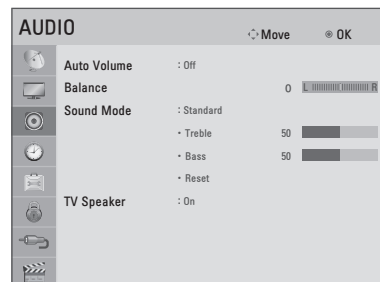 AUDIO Move OK
Auto Volume : Off
Balance 0 L R
Sound Mode : Standard
• Treble 50
• Bass 50
• Reset
TV Speaker : On